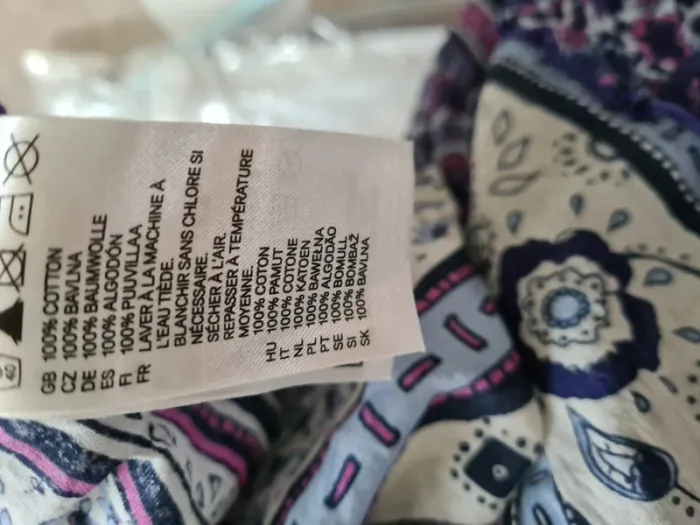 40
GB 100% COTTON
CZ 100% BAVLNA
DE 100% BAUMWOLLE
ES 100% ALGODÓN
FI 100% PUUVILLAA
FR LAVER À LA MACHINE À
L'EAU TIÈDE.
BLANCHIR SANS CHLORE SI
NÉCESSAIRE.
SÉCHER À L'AIR.
REPASSER À TEMPÉRATURE
MOYENNE.
100% COTON
HU 100% PAMUT
IT 100% COTONE
NL 100% KATOEN
PL 100% BAWEŁNA
PT 100% ALGODÃO
SE 100% BOMULL
SI 100% BOMBAŽ
SK 100% BAVLNA